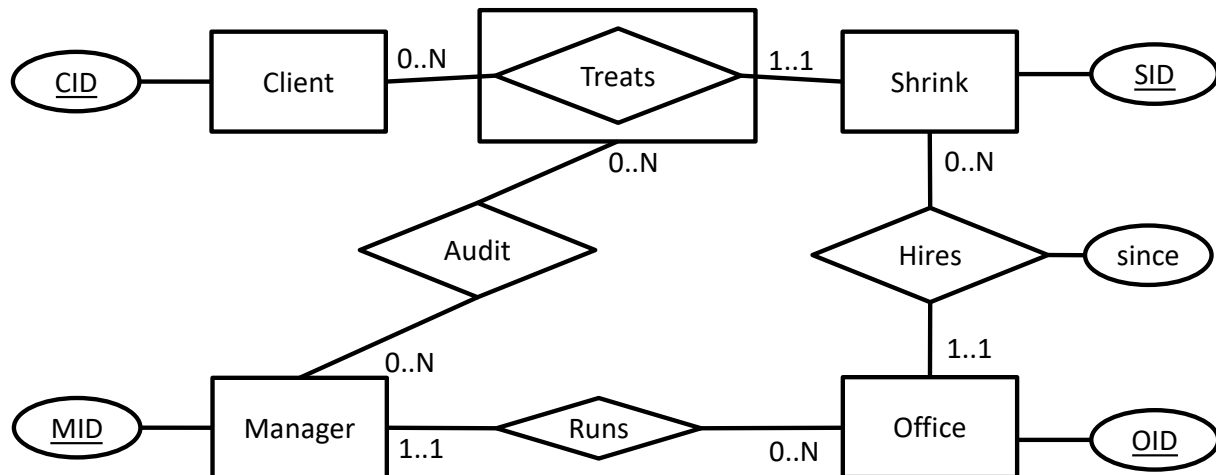 CID
Client
0..N
Treats
1..1
Shrink
SID
0..N
0..N
Audit
Hires
since
0..N
1..1
MID
Manager
1..1
Runs
0..N
Office
OID